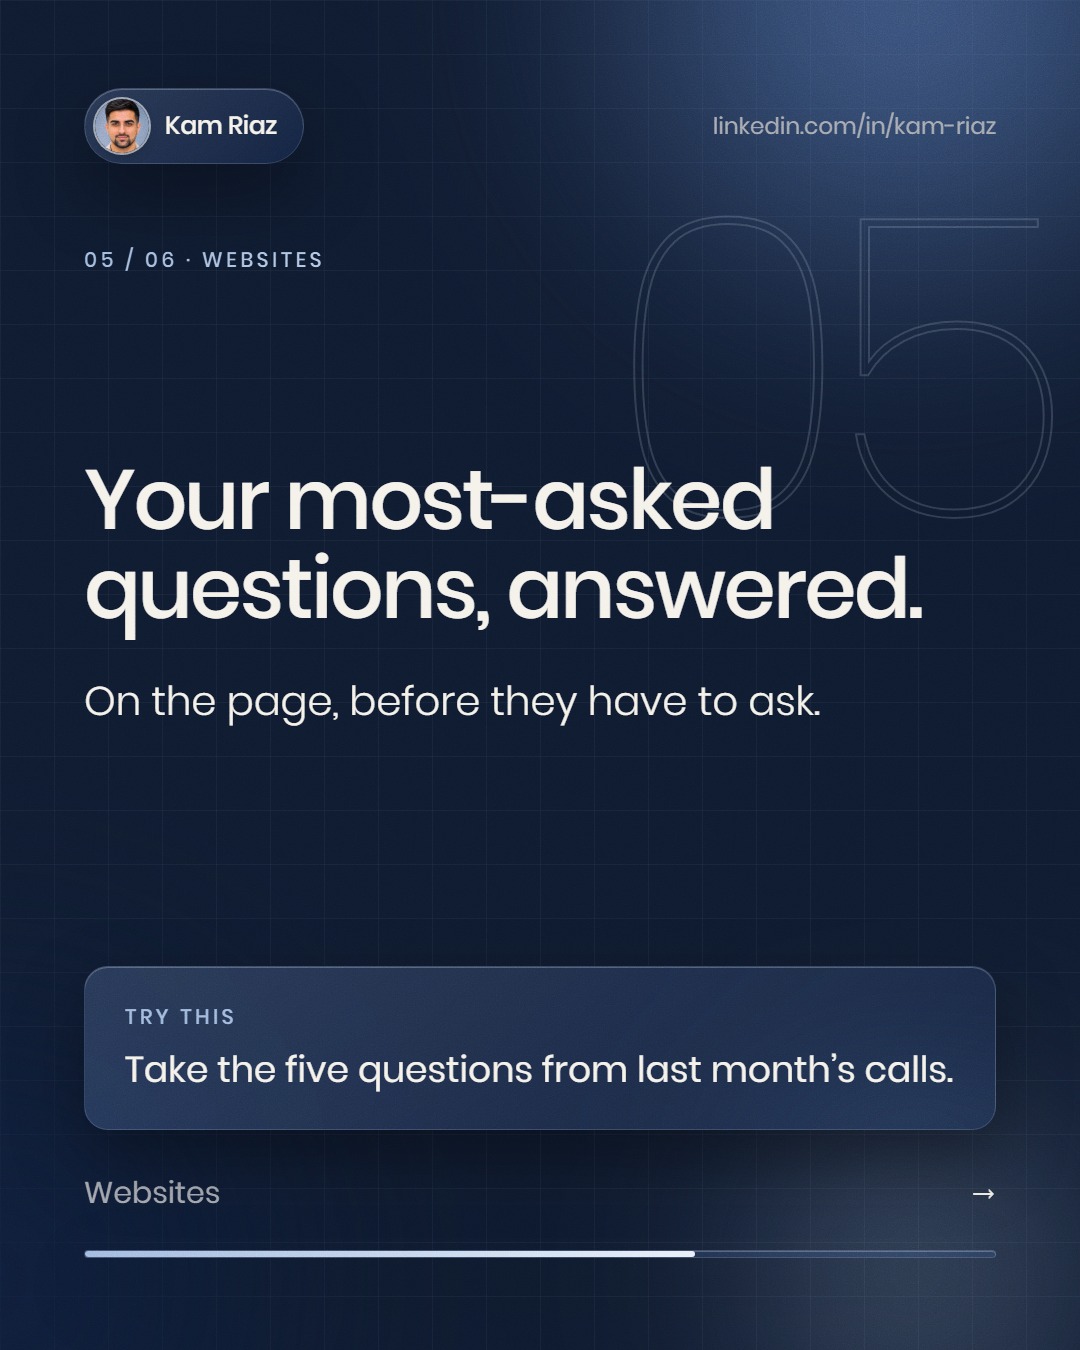 Kam Riaz
linkedin.com/in/kam-riaz
05 / 06 · WEBSITES
05
Your most-asked
questions, answered.
On the page, before they have to ask.
TRY THIS
Take the five questions from last month’s calls.
Websites
→